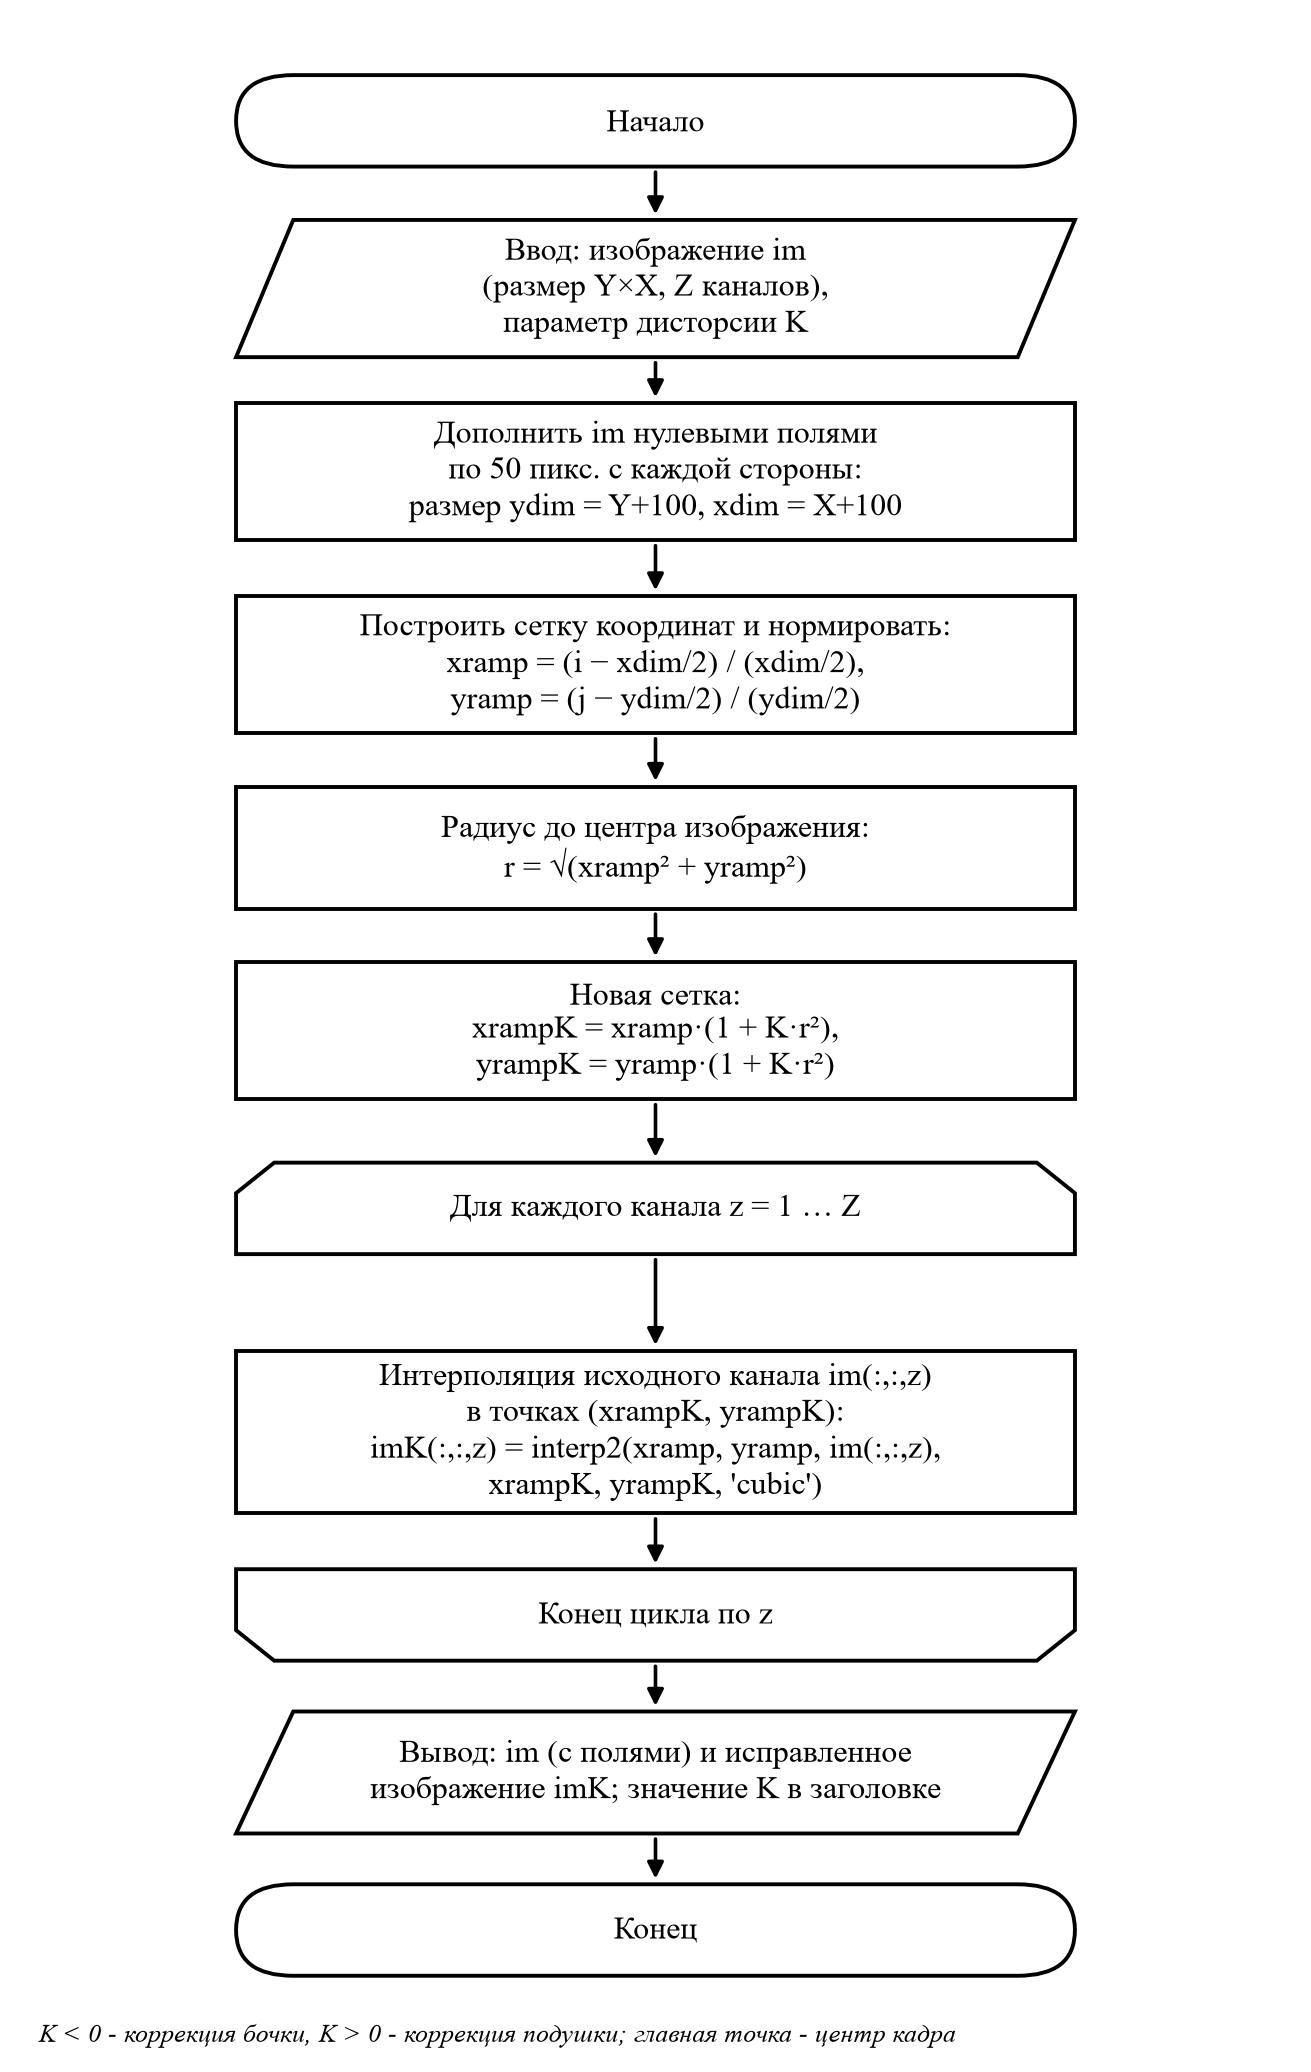 Начало
Ввод: изображение im
(размер Y×X, Z каналов),
параметр дисторсии K
Дополнить im нулевыми полями
по 50 пикс. с каждой стороны:
размер ydim = Y+100, xdim = X+100
Построить сетку координат и нормировать:
xramp = (i − xdim/2) / (xdim/2),
yramp = (j − ydim/2) / (ydim/2)
Радиус до центра изображения:
r = √(xramp² + yramp²)
Новая сетка:
xrampK = xramp·(1 + K·r²),
yrampK = yramp·(1 + K·r²)
Для каждого канала z = 1 … Z
Интерполяция исходного канала im(:,:,z)
в точках (xrampK, yrampK):
imK(:,:,z) = interp2(xramp, yramp, im(:,:,z),
xrampK, yrampK, 'cubic')
Конец цикла по z
Вывод: im (с полями) и исправленное
изображение imK; значение K в заголовке
Конец
K < 0 - коррекция бочки, K > 0 - коррекция подушки; главная точка - центр кадра